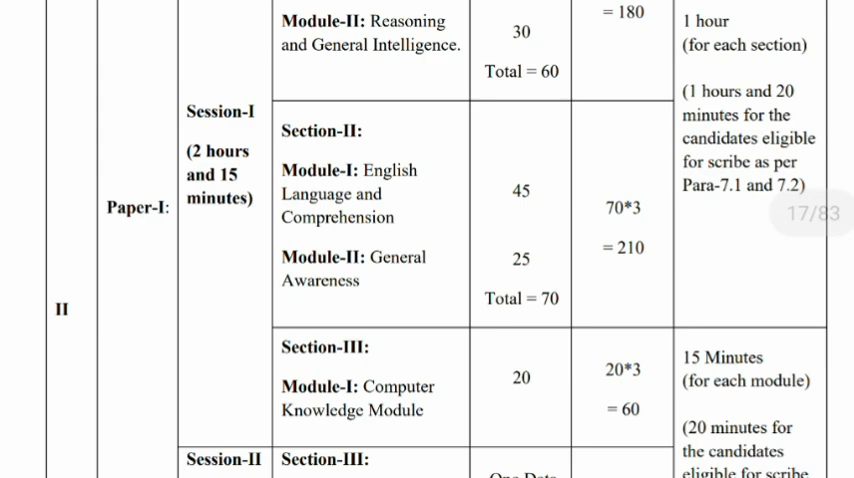 Module-II: Reasoning
and General Intelligence.
30
Total = 60
= 180
1 hour
(for each section)
(1 hours and 20
minutes for the
candidates eligible
for scribe as per
Para-7.1 and 7.2)
17/83
II
Paper-I:
Session-I
(2 hours
and 15
minutes)
Section-II:
Module-I: English
Language and
Comprehension
45
Module-II: General
Awareness
25
Total = 70
70*3
= 210
Section-III:
Module-I: Computer
Knowledge Module
20
20*3
= 60
15 Minutes
(for each module)
(20 minutes for
the candidates
eligible for scribe
Session-II
Section-III:
One Data